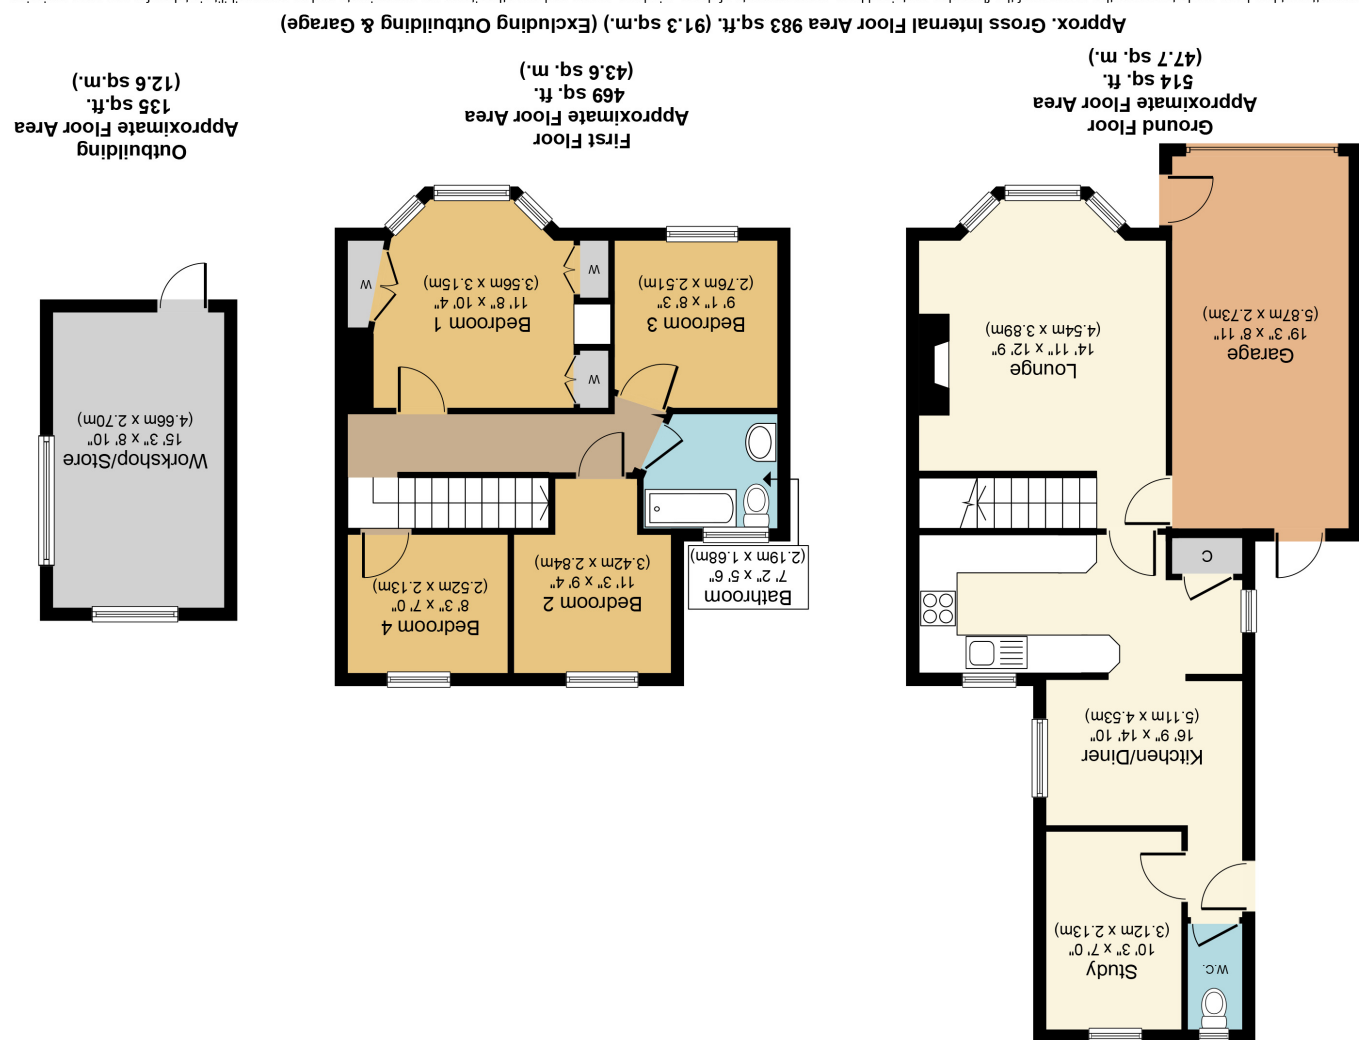 W.C.
Study
10' 3" x 7' 0"
(3.12m x 2.13m)
Kitchen/Diner
16' 9" x 14' 10"
(5.11m x 4.53m)
C
Garage
19' 3" x 8' 11"
(5.87m x 2.73m)
Lounge
14' 11" x 12' 9"
(4.54m x 3.89m)
Ground Floor
Approximate Floor Area
514 sq. ft.
(47.7 sq. m.)
Bathroom
7' 2" x 5' 6"
(2.19m x 1.68m)
Bedroom 2
11' 3" x 9' 4"
(3.42m x 2.84m)
Bedroom 4
8' 3" x 7' 0"
(2.52m x 2.13m)
Bedroom 3
9' 1" x 8' 3"
(2.76m x 2.51m)
W
W
Bedroom 1
11' 8" x 10' 4"
(3.56m x 3.15m)
W
First Floor
Approximate Floor Area
469 sq. ft.
(43.6 sq. m.)
Workshop/Store
15' 3" x 8' 10"
(4.66m x 2.70m)
Outbuilding
Approximate Floor Area
135 sq.ft.
(12.6 sq.m.)
Approx. Gross Internal Floor Area 983 sq.ft. (91.3 sq.m.) (Excluding Outbuilding & Garage)